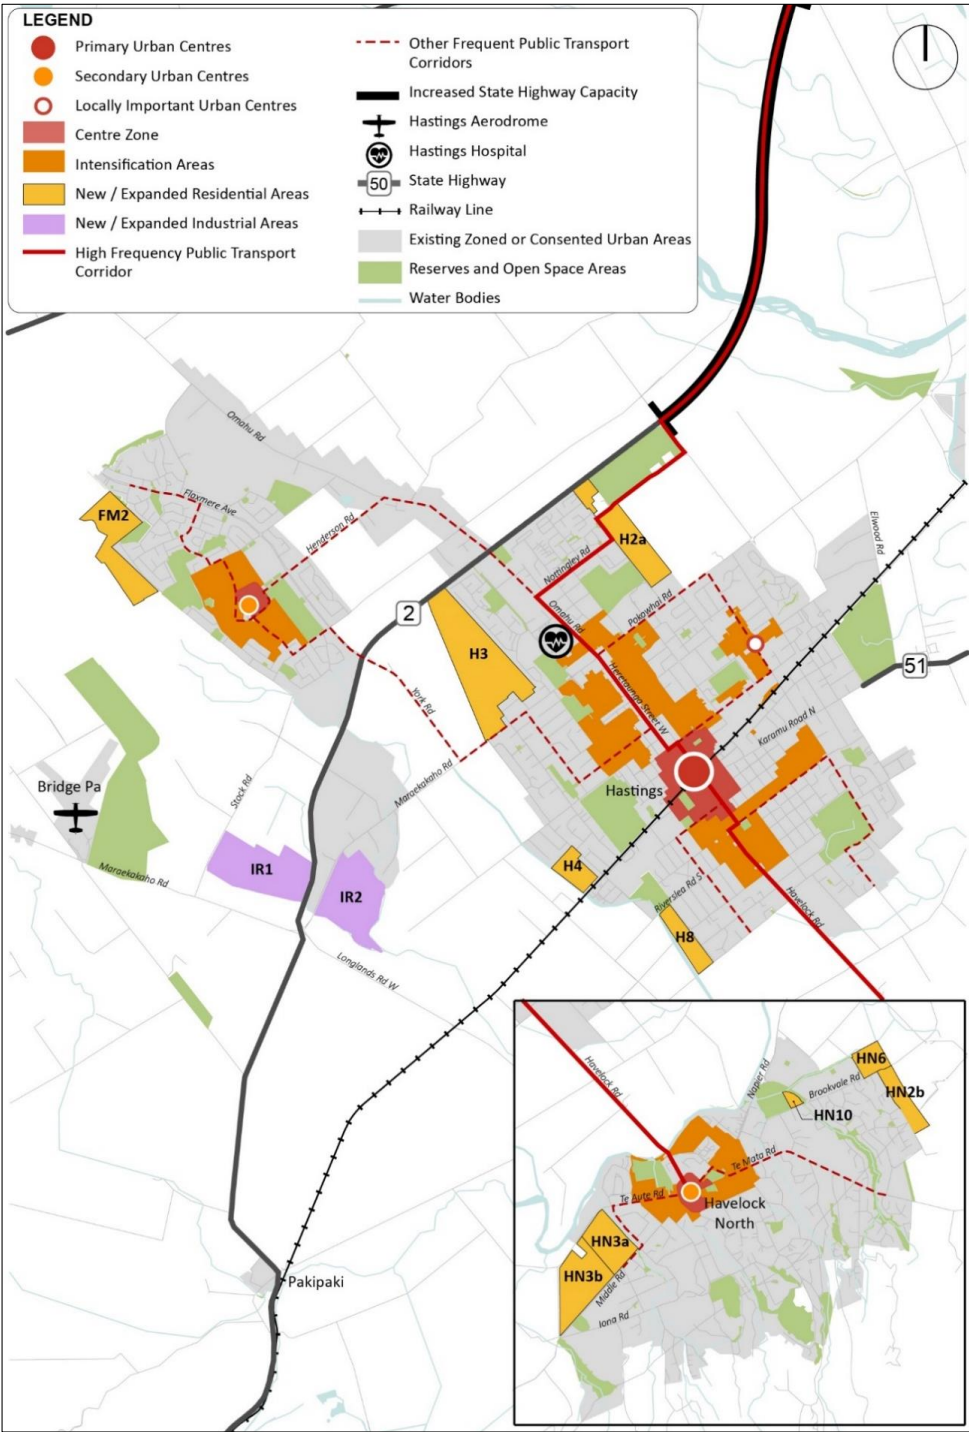 LEGEND
Primary Urban Centres
Secondary Urban Centres
Locally Important Urban Centres
Centre Zone
Intensification Areas
New / Expanded Residential Areas
New / Expanded Industrial Areas
High Frequency Public Transport
Corridor
Other Frequent Public Transport
Corridors
Increased State Highway Capacity
Hastings Aerodrome
Hastings Hospital
50
State Highway
Railway Line
Existing Zoned or Consented Urban Areas
Reserves and Open Space Areas
Water Bodies
Omahu Rd
Flaxmere Ave
FM2
Henderson Rd
Nottingley Rd
H2a
Elwood Rd
2
Omahu Rd
Pakowhai Rd
H3
51
York Rd
Heretaunga Street W
Karamu Road N
Maraekakaho Rd
Hastings
Bridge Pa
Stock Rd
Maraekakaho Rd
IR1
IR2
H4
Riverslea Rd S
Havelock Rd
H8
Longlands Rd W
Havelock Rd
Napier Rd
HN6
Brookvale Rd
HN2b
HN10
Te Mata Rd
Te Aute Rd
Havelock
North
HN3a
HN3b
Middle Rd
Iona Rd
Pakipaki